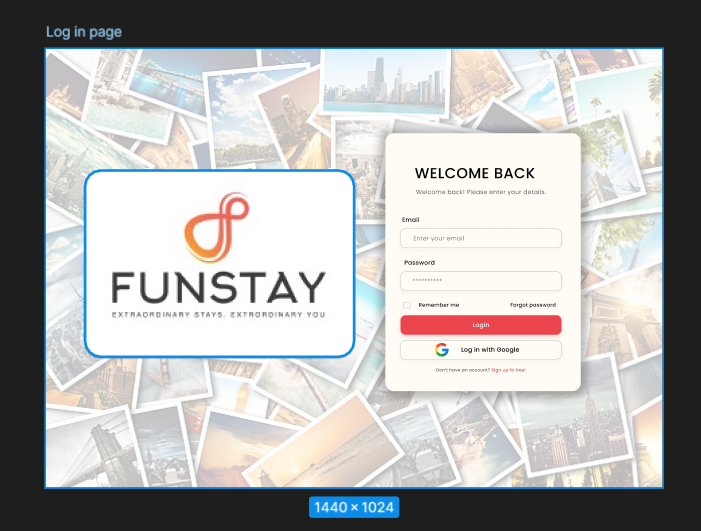 Log in page
FUNSTAY
EXTRAORDINARY STAYS, EXTRORDINARY YOU
WELCOME BACK
Welcome back! Please enter your details.
Email
Enter your email
Password
**********
Remember me
Forgot password
Login
Log in with Google
Don't have an account? Sign up fo free!
1440 × 1024